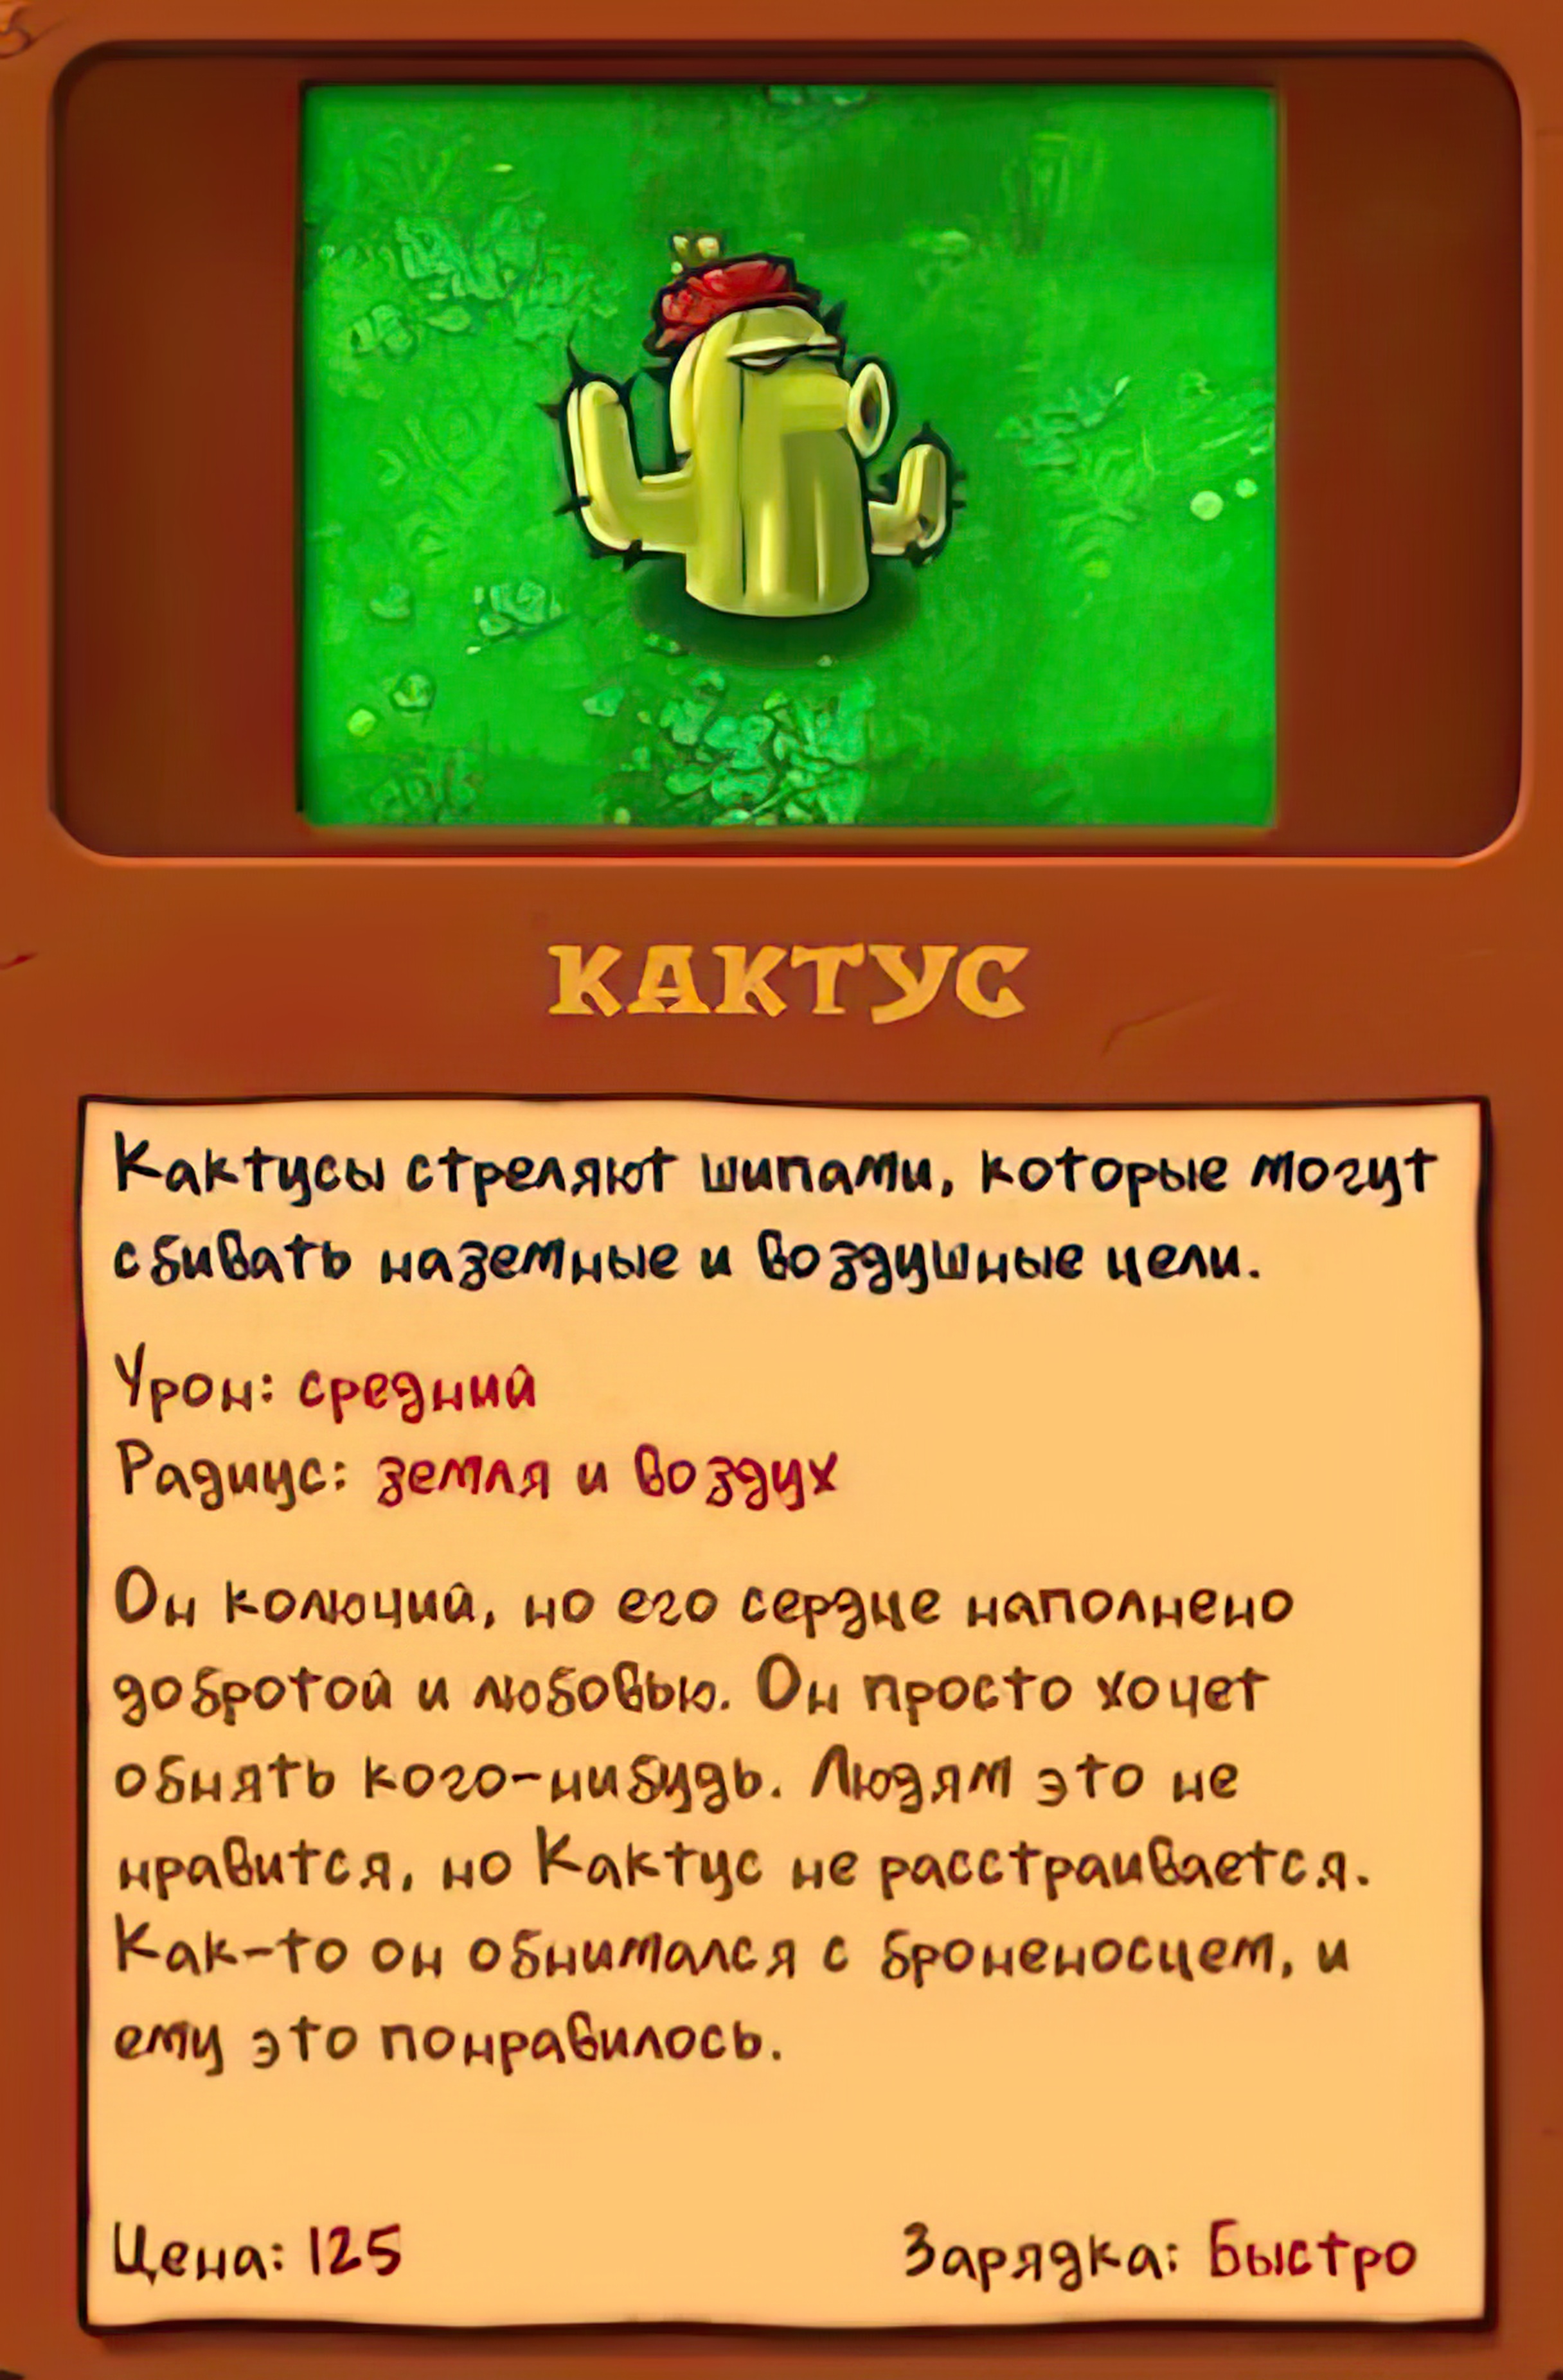 КАКТУС
Кактусы стреляют шипами, которые могут
сбивать наземные и воздушные цели.
Урон: средний
Радиус: земля и воздух
Он колючий, но его сердце наполнено
добротой и любовью. Он просто хочет
обнять кого-нибудь. Людям это не
нравится, но Кактус не расстраивается.
Как-то он обнимался с броненосцем, и
ему это понравилось.
Цена: 125 Зарядка: Быстро